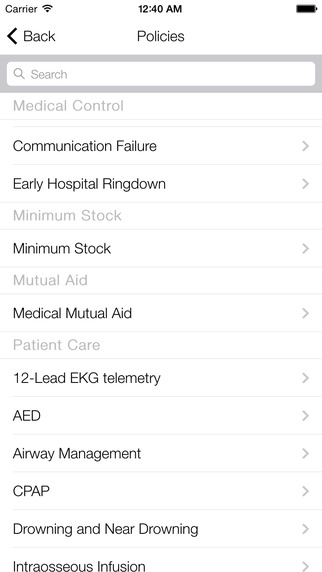 Carrier 12:40 AM
Back Policies
Search
Medical Control
Communication Failure
Early Hospital Ringdown
Minimum Stock
Minimum Stock
Mutual Aid
Medical Mutual Aid
Patient Care
12-Lead EKG telemetry
AED
Airway Management
CPAP
Drowning and Near Drowning
Intraosseous Infusion